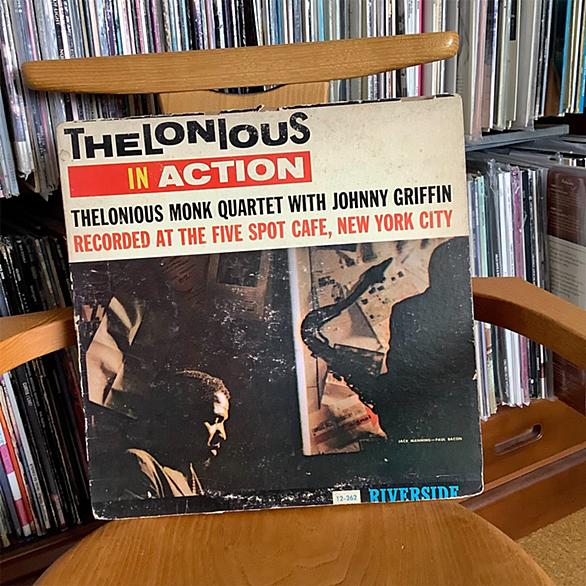 THELONIOUS
IN ACTION
THELONIOUS MONK QUARTET WITH JOHNNY GRIFFIN
RECORDED AT THE FIVE SPOT CAFE, NEW YORK CITY
JACK MANNING—PAUL BACON
12-262 RIVERSIDE